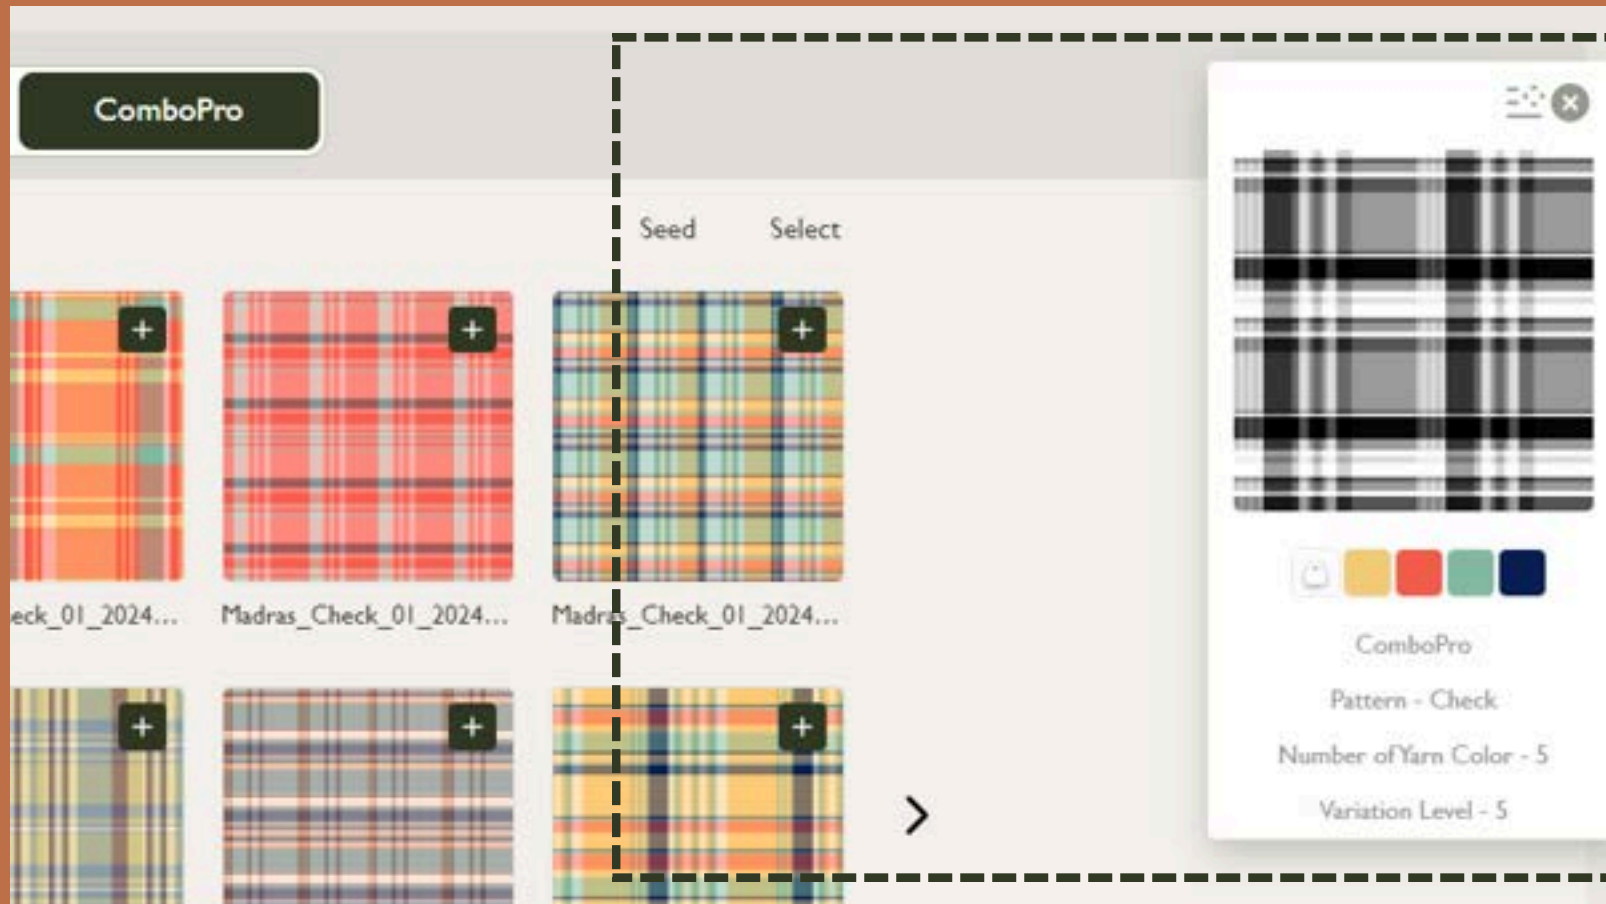 ComboPro
Seed
Select
eck_01_2024...
Madras_Check_01_2024...
Madras_Check_01_2024...
ComboPro
Pattern - Check
Number of Yarn Color - 5
Variation Level - 5